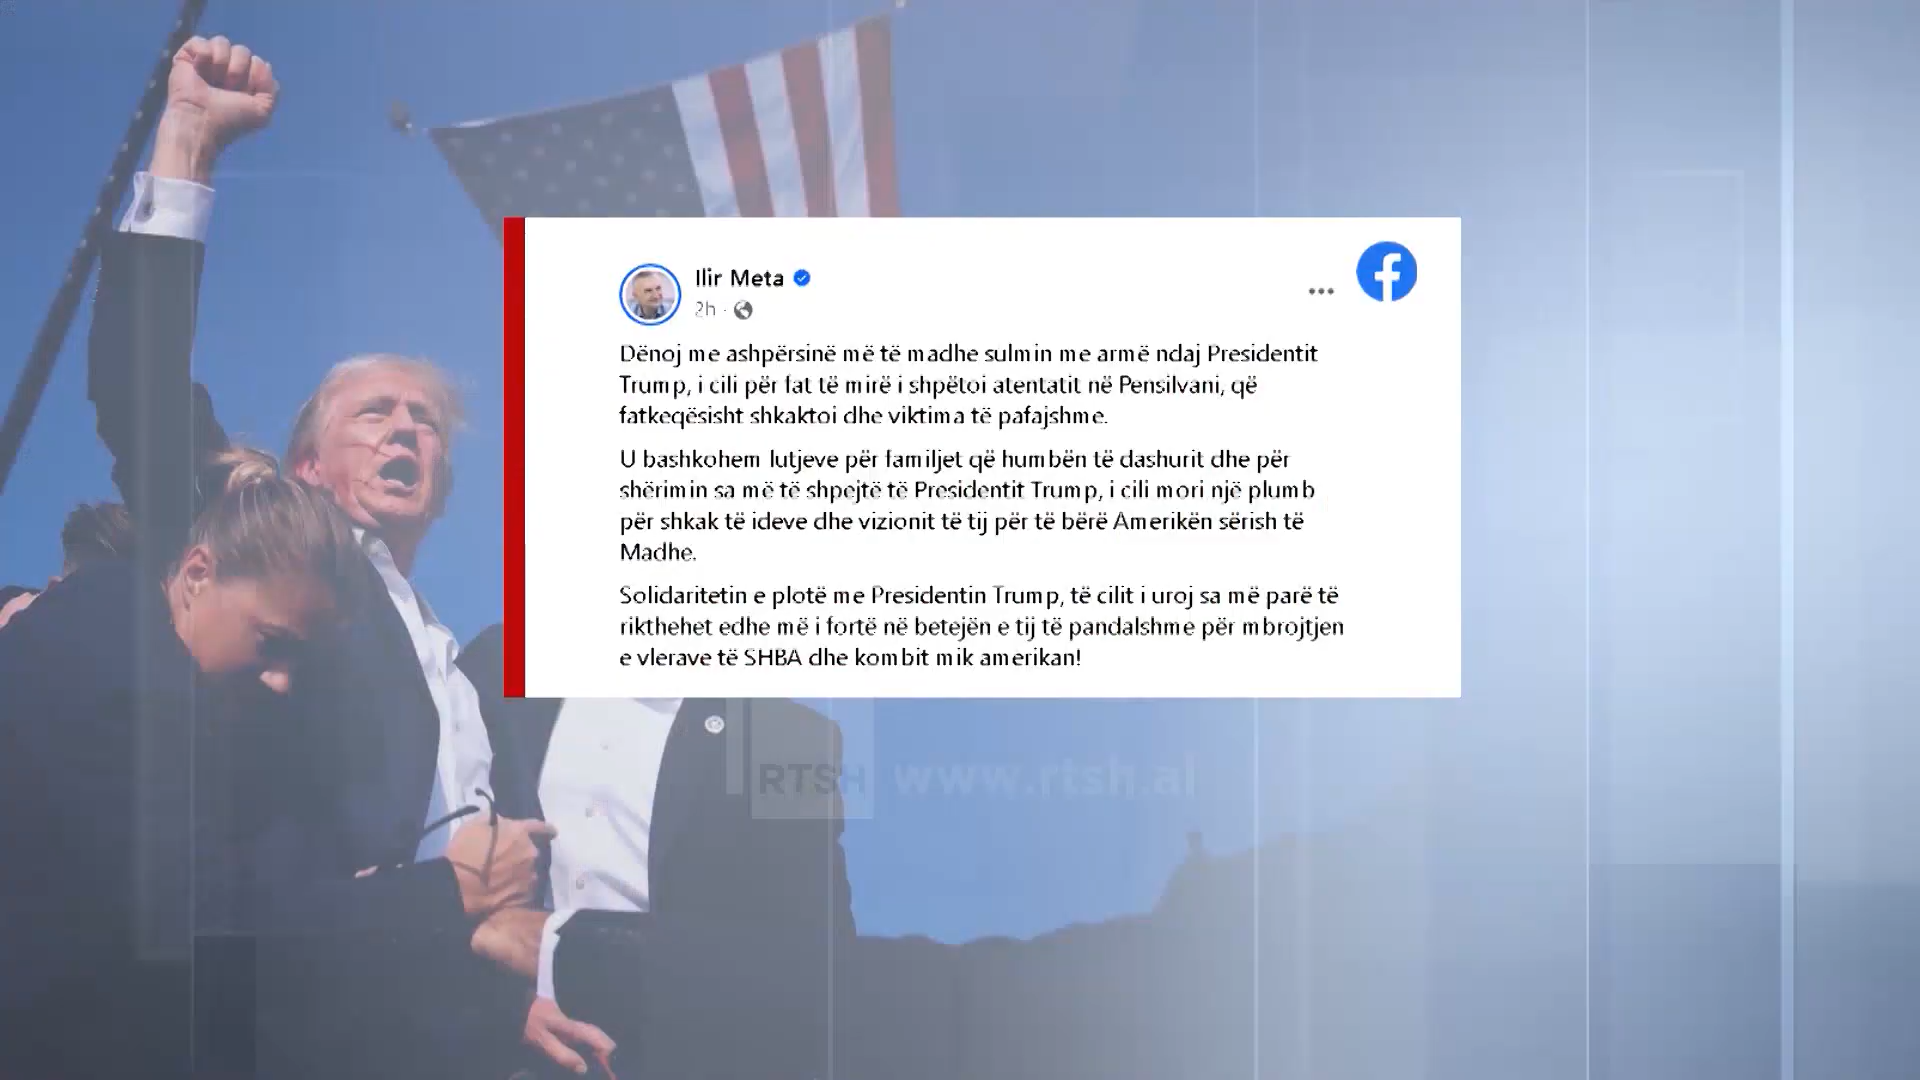 Ilir Meta
2h ·
Dënoj me ashpërsinë më të madhe sulmin me armë ndaj Presidentit
Trump, i cili për fat të mirë i shpëtoi atentatit në Pensilvani, që
fatkeqësisht shkaktoi dhe viktima të pafajshme.
U bashkohem lutjeve për familjet që humbën të dashurit dhe për
shërimin sa më të shpejtë të Presidentit Trump, i cili mori një plumb
për shkak të ideve dhe vizionit të tij për të bërë Amerikën sërish të
Madhe.
Solidaritetin e plotë me Presidentin Trump, të cilit i uroj sa më parë të
rikthehet edhe më i fortë në betejën e tij të pandalshme për mbrojtjen
e vlerave të SHBA dhe kombit mik amerikan!
RTSH www.rtsh.al